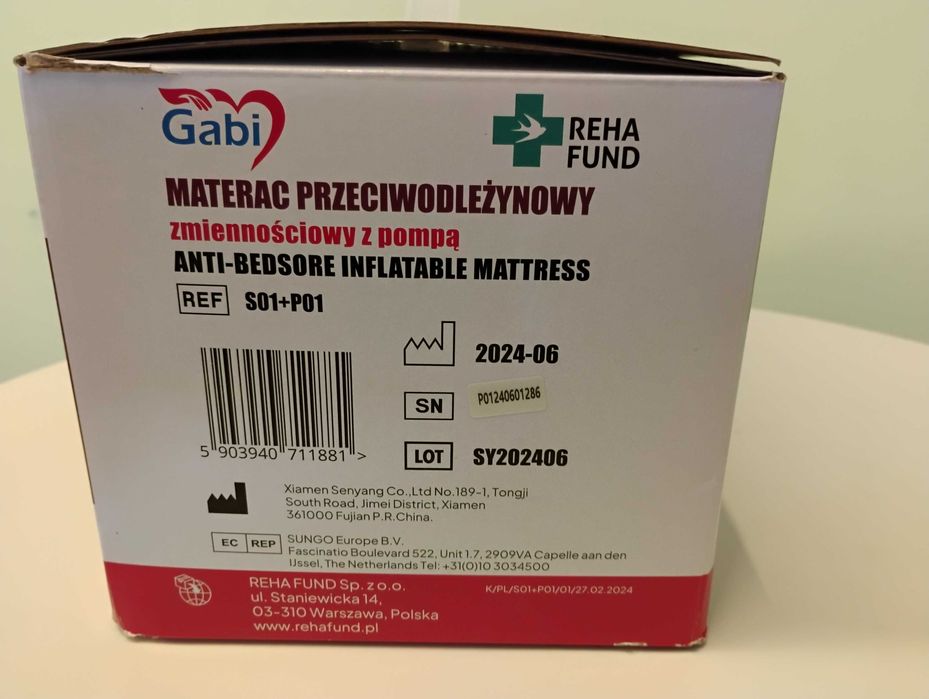 Gabi
REHA
FUND
MATERAC PRZECIWODLEŻYNOWY
zmiennościowy z pompą
ANTI-BEDSORE INFLATABLE MATTRESS
REF S01+P01
2024-06
SN P01240601286
LOT SY202406
5 903940 711881 >
Xiamen Senyang Co.,Ltd No.189-1, Tongji
South Road, Jimei District, Xiamen
361000 Fujian P.R.China.
EC REP SUNGO Europe B.V.
Fascinatio Boulevard 522, Unit 1.7, 2909VA Capelle aan den
IJssel, The Netherlands Tel: +31(0)10 3034500
REHA FUND Sp. z o.o.
ul. Staniewicka 14,
03-310 Warszawa, Polska
www.rehafund.pl
K/PL/S01+P01/01/27.02.2024